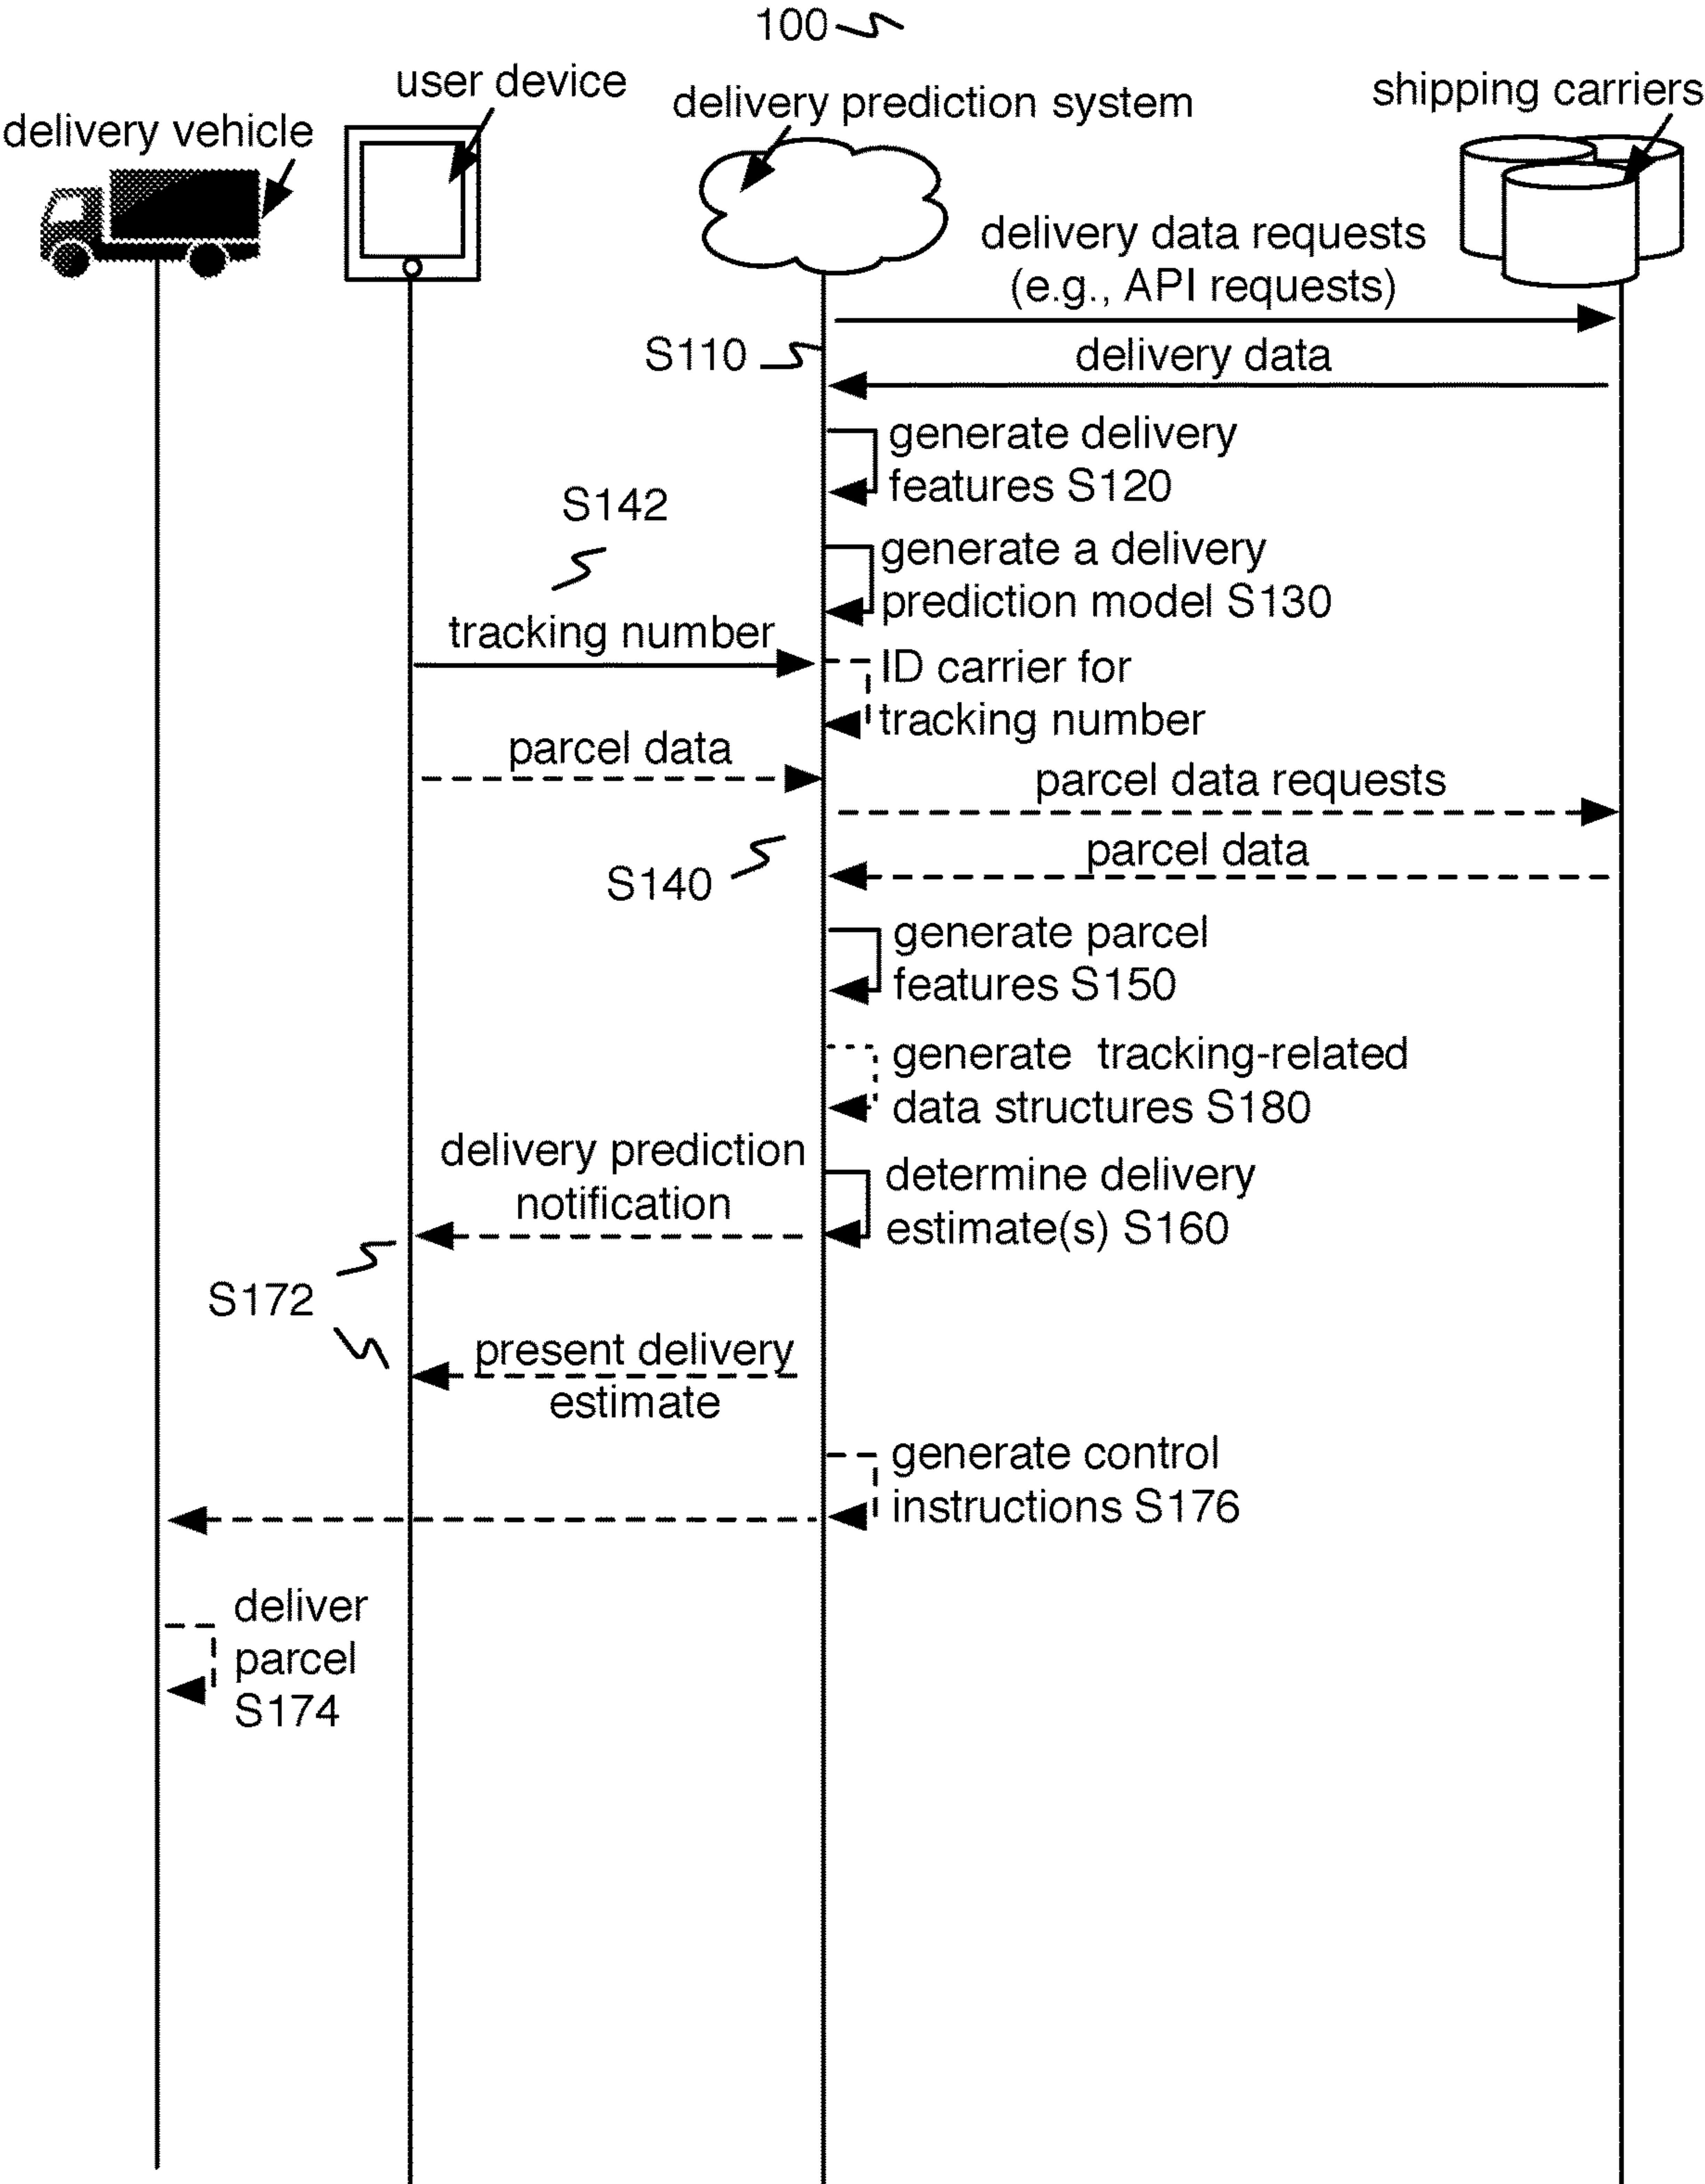 100
user device
delivery prediction system
shipping carriers
delivery vehicle
delivery data requests
(e.g., API requests)
S110
delivery data
generate delivery
features S120
S142
generate a delivery
prediction model S130
tracking number
ID carrier for
tracking number
parcel data
parcel data requests
parcel data
S140
generate parcel
features S150
generate tracking-related
data structures S180
delivery prediction
notification
determine delivery
estimate(s) S160
S172
present delivery
estimate
generate control
instructions S176
deliver
parcel
S174